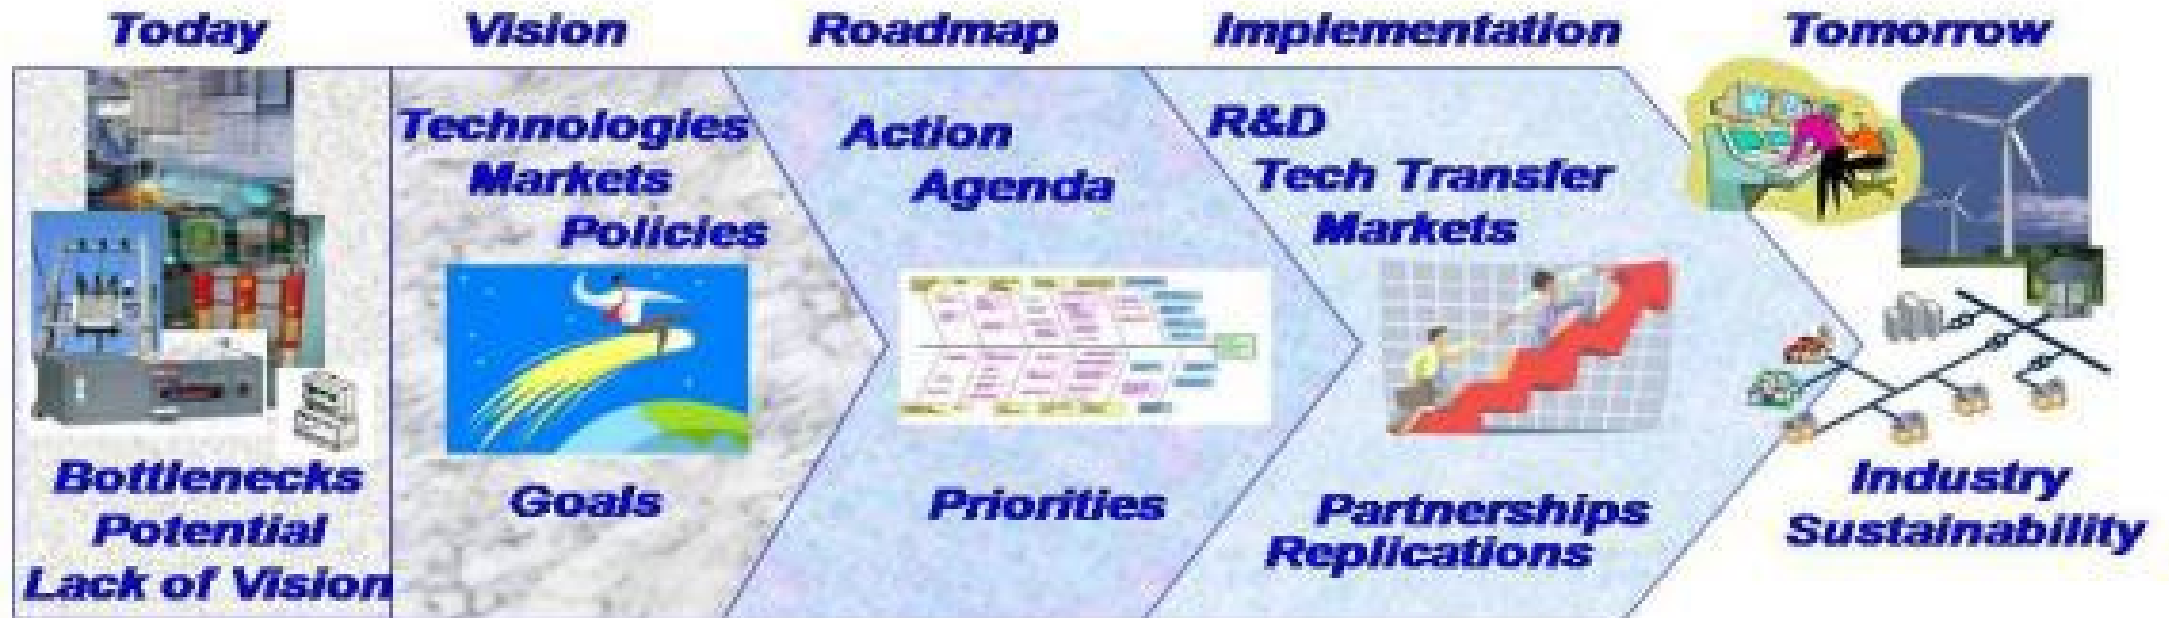 Today
Vision
Roadmap
Implementation
Tomorrow
Technologies
Markets
Policies
Action
Agenda
R&D
Tech Transfer
Markets
Bottlenecks
Potential
Lack of Vision
Goals
Priorities
Partnerships
Replications
Industry
Sustainability